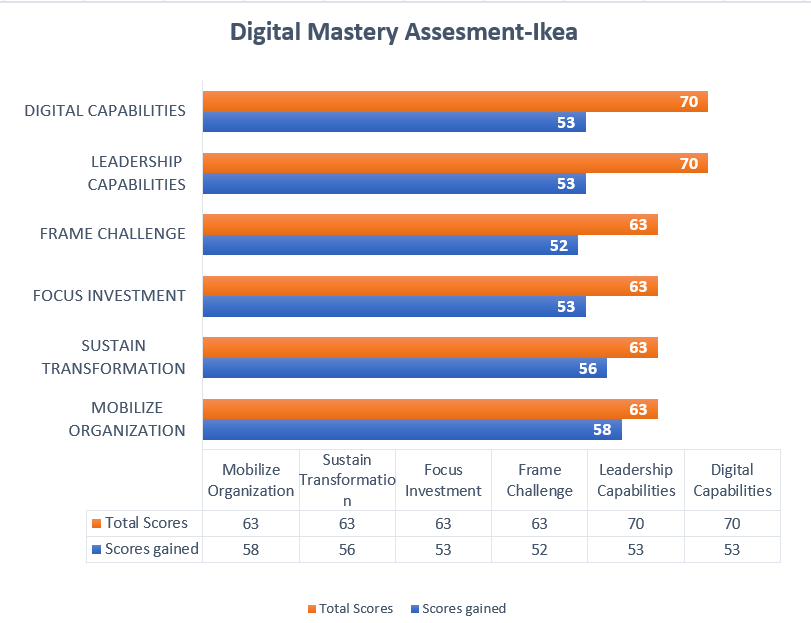 Digital Mastery Assesment-Ikea
DIGITAL CAPABILITIES
70
53
LEADERSHIP
CAPABILITIES
70
53
FRAME CHALLENGE
63
52
FOCUS INVESTMENT
63
53
SUSTAIN
TRANSFORMATION
63
56
MOBILIZE
ORGANIZATION
63
58
Mobilize
Organization
Sustain
Transformatio
n
Focus
Investment
Frame
Challenge
Leadership
Capabilities
Digital
Capabilities
Total Scores 63 63 63 63 70 70
Scores gained 58 56 53 52 53 53
Total Scores Scores gained